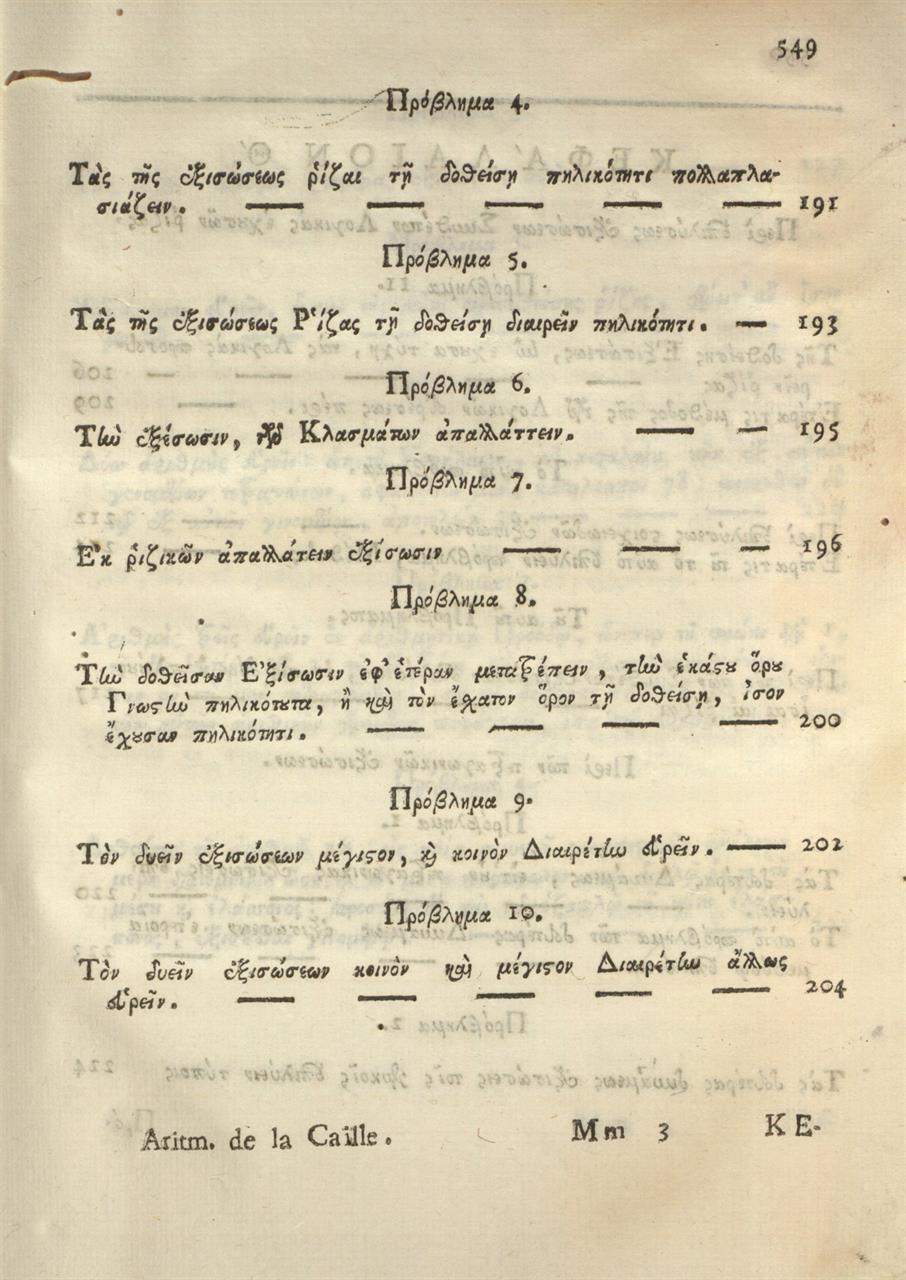 549
Πρόβλημα 4.
Τὰς τῆς ἐξισώσεως ῥίζαι τῇ δοθείσῃ πηλικότητι πολλαπλα-
σιάζειν. — — — — — 191
Πρόβλημα 5.
Τὰς τῆς ἐξισώσεως Ῥίζας τῇ δοθείσῃ διαιρεῖν πηλικότητι. — 193
Πρόβλημα 6.
Τὴν ἐξίσωσιν, τῶν Κλασμάτων ἀπαλλάττειν. — — 195
Πρόβλημα 7.
Ἐκ ῥιζικῶν ἀπαλλάτειν ἐξίσωσιν — — — 196
Πρόβλημα 8.
Τὴν δοθεῖσαν Ἐξίσωσιν ἐφ' ἑτέραν μετατρέπειν, τὴν ἑκάστου ὅρου
Γνωστὴν πηλικότυτα, ἢ καὶ τὸν ἔχατον ὅρον τῇ δοθείσῃ, ἴσον
ἔχουσαν πηλικότητι. — — — — 200
Πρόβλημα 9.
Τὸν δυεῖν ἐξισώσεων μέγιστον, καὶ κοινὸν Διαιρέτην εὑρεῖν. — 202
Πρόβλημα 10.
Τὸν δυεῖν ἐξισώσεων κοινὸν καὶ μέγιστον Διαιρέτην ἄλλως
εὑρεῖν. — — — — — 204
Aritm. de la Caille. Mm 3 ΚΕ-